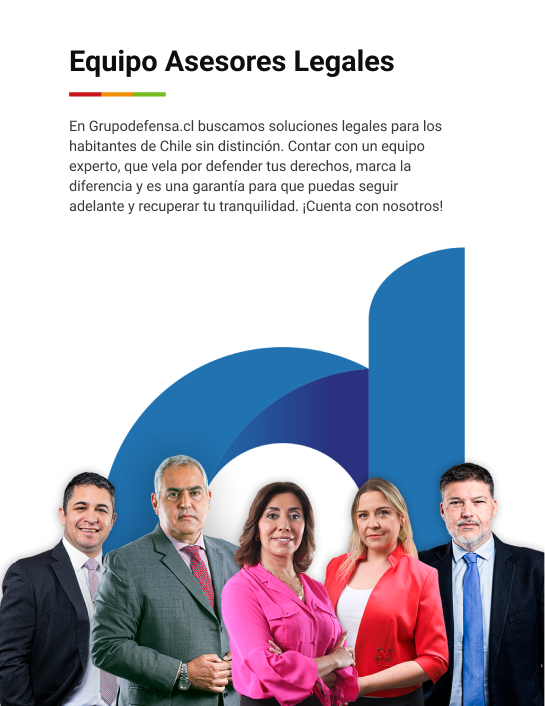 Equipo Asesores Legales
En Grupodefensa.cl buscamos soluciones legales para los
habitantes de Chile sin distinción. Contar con un equipo
experto, que vela por defender tus derechos, marca la
diferencia y es una garantía para que puedas seguir
adelante y recuperar tu tranquilidad. ¡Cuenta con nosotros!